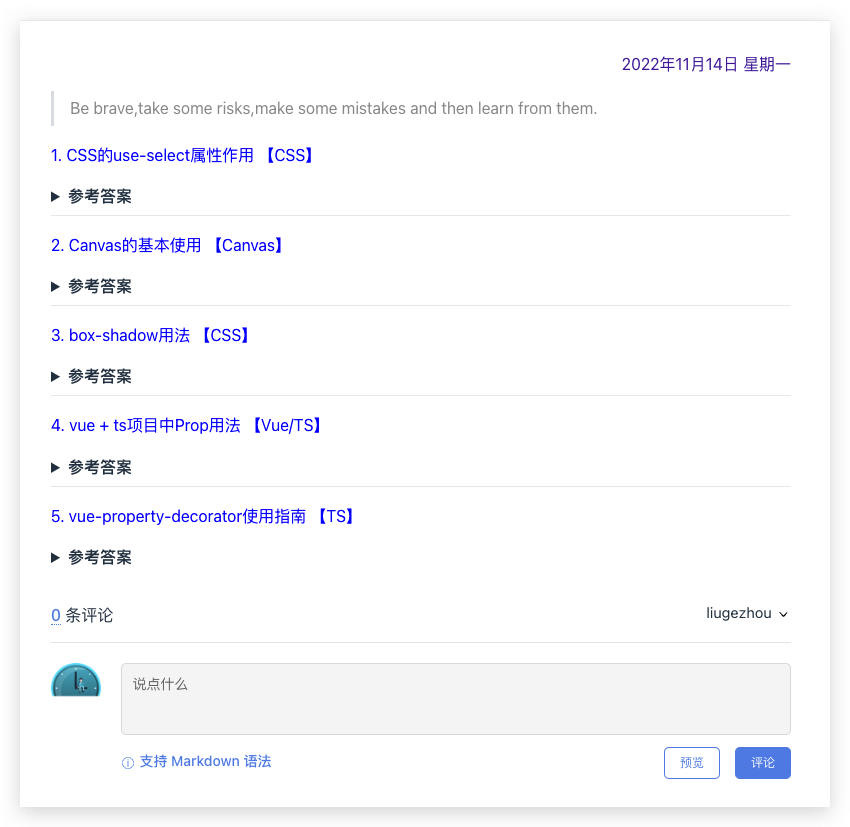 2022年11月14日 星期一
Be brave,take some risks,make some mistakes and then learn from them.
1. CSS的use-select属性作用 【CSS】
参考答案
2. Canvas的基本使用 【Canvas】
参考答案
3. box-shadow用法 【CSS】
参考答案
4. vue + ts项目中Prop用法 【Vue/TS】
参考答案
5. vue-property-decorator使用指南 【TS】
参考答案
0 条评论 liugezhou
说点什么
支持 Markdown 语法 预览 评论